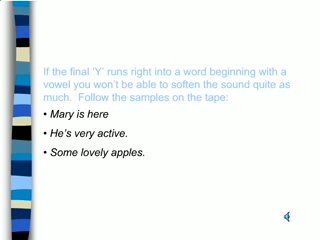 If the final ‘Y’ runs right into a word beginning with a
vowel you won’t be able to soften the sound quite as
much.  Follow the samples on the tape:
• Mary is here
• He’s very active.
• Some lovely apples.